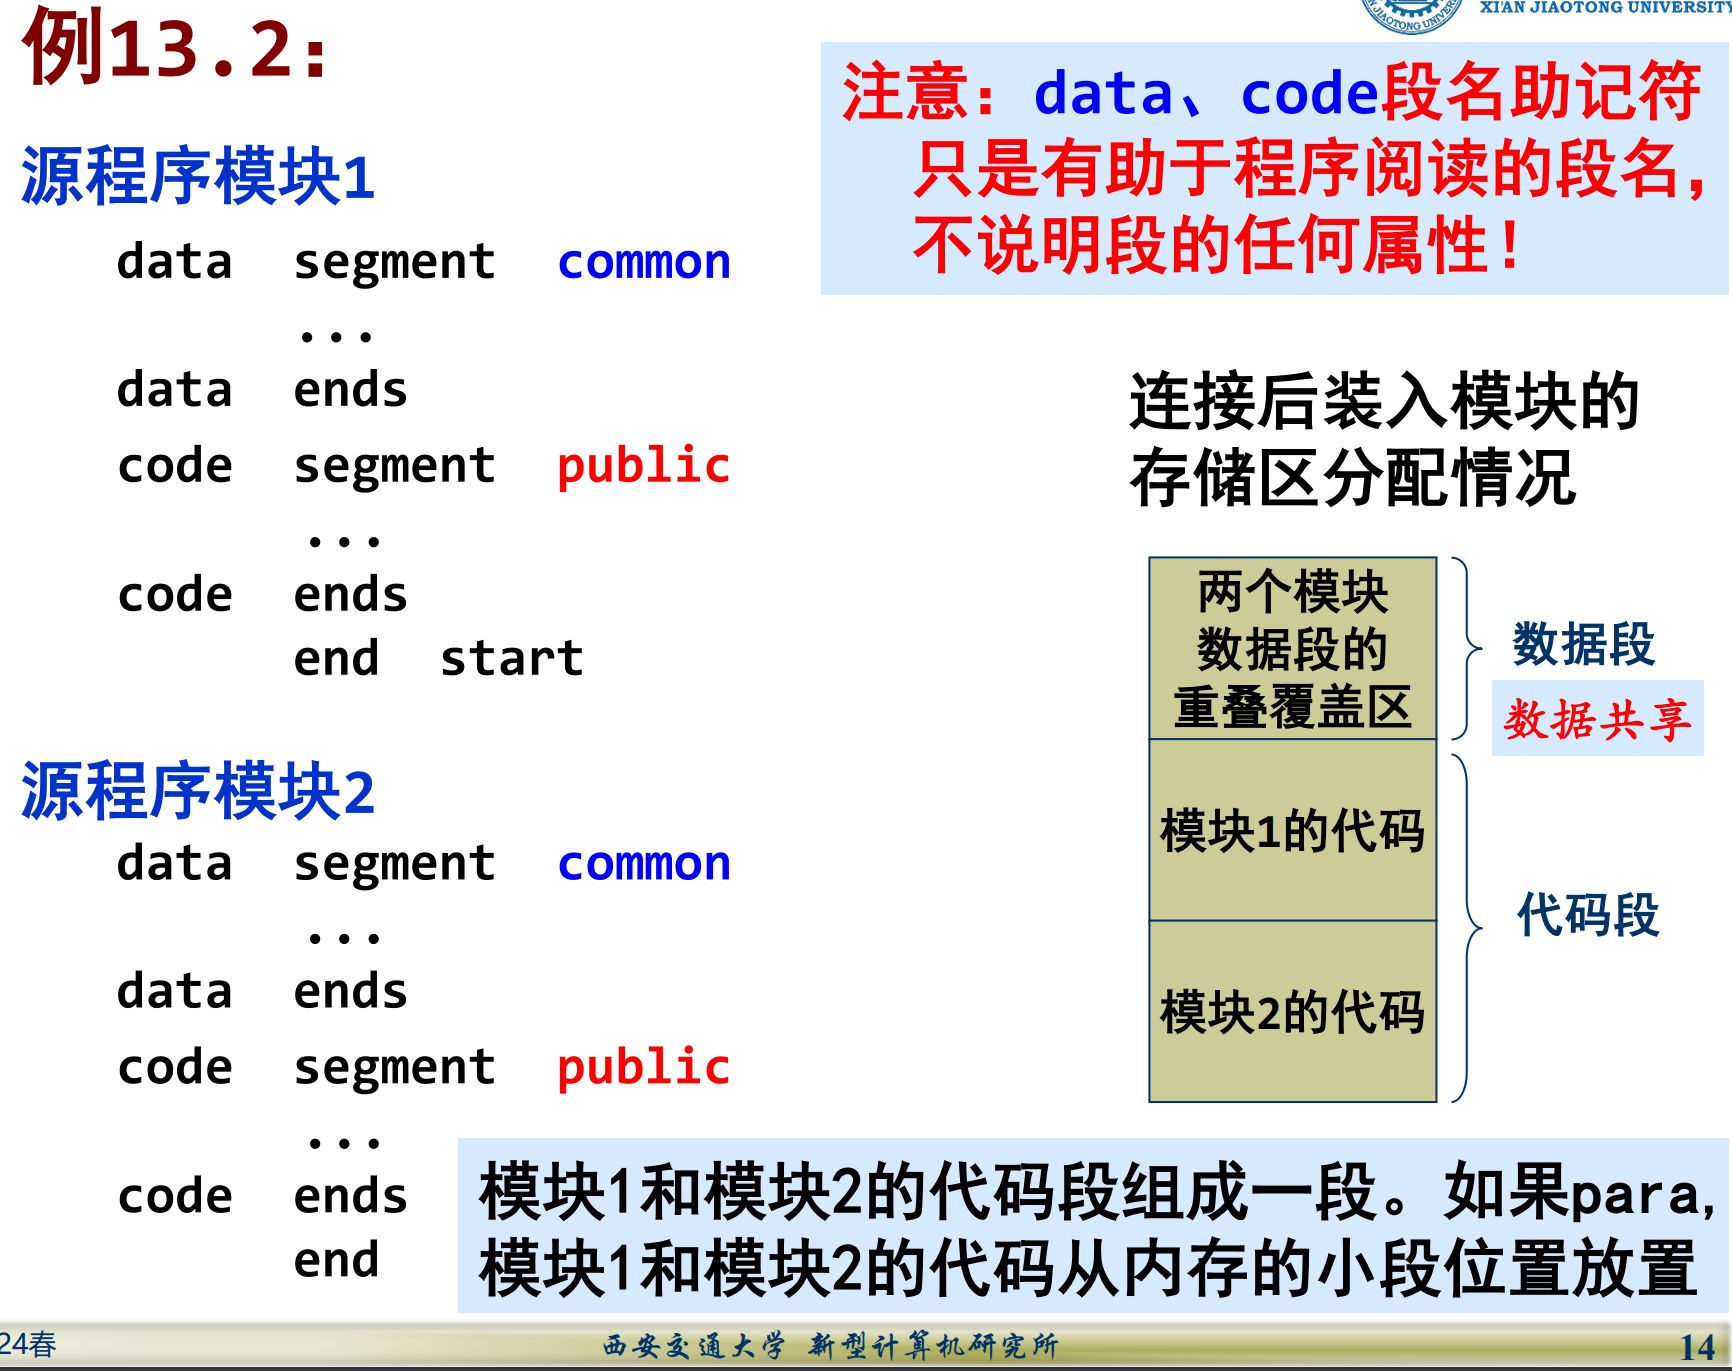 例13.2:
XI'AN JIAOTONG UNIVERSITY
注意：data、code段名助记符
只是有助于程序阅读的段名，
不说明段的任何属性！
源程序模块1
data segment common
...
data ends
code segment public
...
code ends
end start
源程序模块2
data segment common
...
data ends
code segment public
...
code ends
end
连接后装入模块的
存储区分配情况
两个模块
数据段的
重叠覆盖区
数据段
数据共享
模块1的代码
代码段
模块2的代码
模块1和模块2的代码段组成一段。如果para,
模块1和模块2的代码从内存的小段位置放置
24春
西安交通大学 新型计算机研究所
14